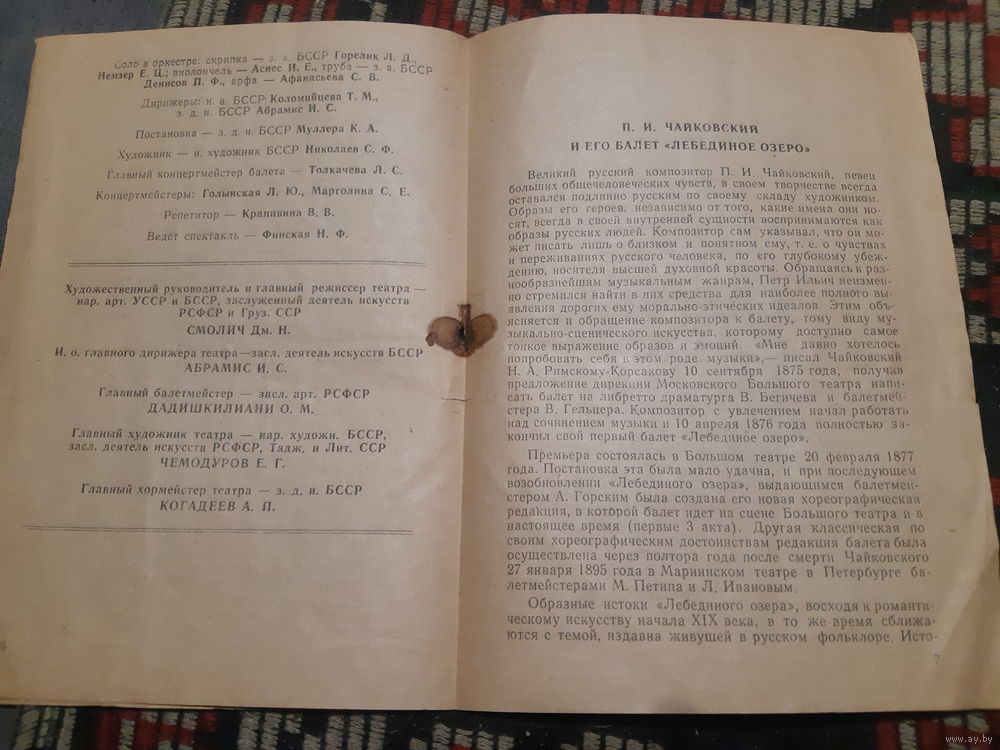 Соло в оркестре: скрипка — з. а. БССР Горелик Л. Д.,
Немзер Е. Ц.; виолончель — Аснес И. Е., труба — з. а. БССР
Денисов П. Ф., арфа — Афанасьева С. В.
Дирижеры: н. а. БССР Коломийцева Т. М.,
з. д. и. БССР Абрамис И. С.
Постановка — з. д. и. БССР Муллера К. А.
Художник — н. художник БССР Николаев С. Ф.
Главный концертмейстер балета — Толкачева Л. С.
Концертмейстеры: Голынская Л. Ю., Марголина С. Е.
Репетитор — Крапивина В. В.
Ведет спектакль — Финская Н. Ф.
Художественный руководитель и главный режиссер театра —
нар. арт. УССР и БССР, заслуженный деятель искусств
РСФСР и Груз. ССР
СМОЛИЧ Дм. Н.
И. о. главного дирижера театра—засл. деятель искусств БССР
АБРАМИС И. С.
Главный балетмейстер — засл. арт. РСФСР
ДАДИШКИЛИАНИ О. М.
Главный художник театра — нар. художн. БССР,
засл. деятель искусств РСФСР, Тадж. и Лит. ССР
ЧЕМОДУРОВ Е. Г.
Главный хормейстер театра — з. д. и. БССР
КОГАДЕЕВ А. П.
6
П. И. ЧАЙКОВСКИЙ
И ЕГО БАЛЕТ «ЛЕБЕДИНОЕ ОЗЕРО»
Великий русский композитор П. И. Чайковский, певец
больших общечеловеческих чувств, в своем творчестве всегда
оставался подлинно русским по своему складу художником.
Образы его героев, независимо от того, какие имена они но-
сят, всегда в своей внутренней сущности воспринимаются как
образы русских людей. Композитор сам указывал, что он мо-
жет писать лишь о близком и понятном ему, т. е. о чувствах
и переживаниях русского человека, по его глубокому убеж-
дению, носителя высшей духовной красоты. Обращаясь к раз-
нообразнейшим музыкальным жанрам, Петр Ильич неизмен-
но стремился найти в них средства для наиболее полного вы-
явления дорогих ему морально-этических идеалов. Этим объ-
ясняется и обращение композитора к балету, тому виду му-
зыкально-сценического искусства, которому доступно самое
тонкое выражение образов и эмоций. «Мне давно хотелось
попробовать себя в этом роде музыки»,— писал Чайковский
Н. А. Римскому-Корсакову 10 сентября 1875 года, получив
предложение дирекции Московского Большого театра напи-
сать балет на либретто драматурга В. Бегичева и балетмей-
стера В. Гельцера. Композитор с увлечением начал работать
над сочинением музыки и 10 апреля 1876 года полностью за-
кончил свой первый балет «Лебединое озеро».
Премьера состоялась в Большом театре 20 февраля 1877
года. Постановка эта была мало удачна, и при последующем
возобновлении «Лебединого озера», выдающимся балетмей-
стером А. Горским была создана его новая хореографическая
редакция, в которой балет идет на сцене Большого театра и в
настоящее время (первые 3 акта). Другая классическая по
своим хореографическим достоинствам редакция балета была
осуществлена через полтора года после смерти Чайковского
27 января 1895 года в Мариинском театре в Петербурге ба-
летмейстерами М. Петипа и Л. Ивановым.
Образные истоки «Лебединого озера», восходя к романти-
ческому искусству начала XIX века, в то же время сближа-
ются с темой, издавна живущей в русском фольклоре. Исто-
7
www.ay.by